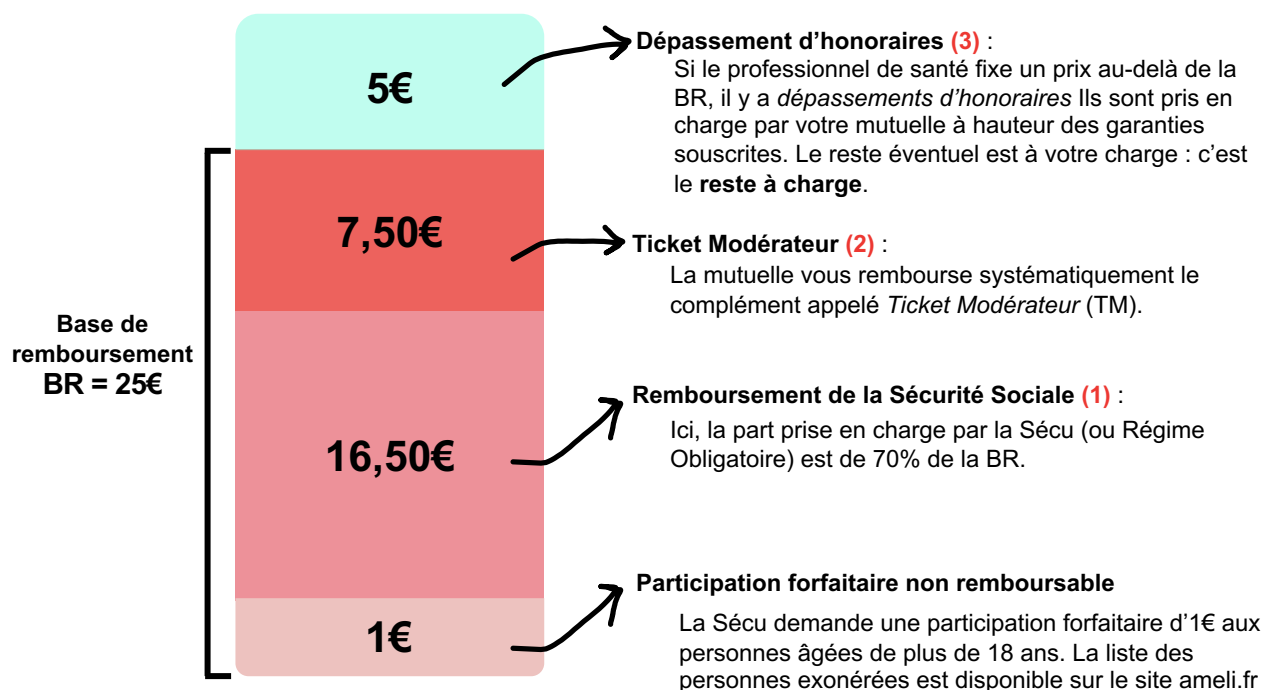 5€
Dépassement d'honoraires (3) :
Si le professionnel de santé fixe un prix au-delà de la
BR, il y a dépassements d'honoraires Ils sont pris en
charge par votre mutuelle à hauteur des garanties
souscrites. Le reste éventuel est à votre charge : c'est
le reste à charge.
7,50€
Ticket Modérateur (2) :
La mutuelle vous rembourse systématiquement le
complément appelé Ticket Modérateur (TM).
Base de
remboursement
BR = 25€
16,50€
Remboursement de la Sécurité Sociale (1) :
Ici, la part prise en charge par la Sécu (ou Régime
Obligatoire) est de 70% de la BR.
1€
Participation forfaitaire non remboursable
La Sécu demande une participation forfaitaire d'1€ aux
personnes âgées de plus de 18 ans. La liste des
personnes exonérées est disponible sur le site ameli.fr